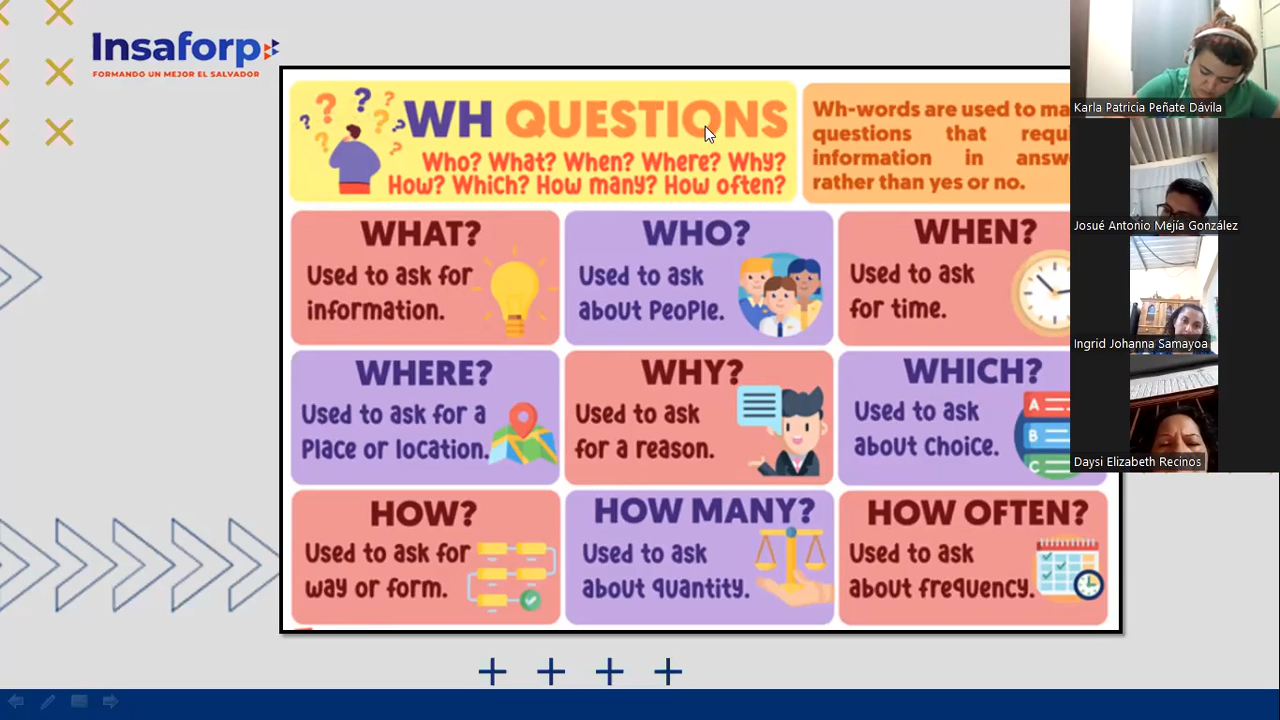 Insaforp
FORMANDO UN MEJOR EL SALVADOR
WH QUESTIONS
Who? What? When? Where? Why?
How? Which? How many? How often?
Wh-words are used to
questions that
information in
rather than yes or no.
WHAT?
Used to ask for
information.
WHO?
Used to ask
about People.
WHEN?
Used to ask
for time.
WHERE?
Used to ask for a
Place or location.
WHY?
Used to ask
for a reason.
WHICH?
Used to ask
about Choice.
A
B
C
HOW?
Used to ask for
way or form.
HOW MANY?
Used to ask
about quantity.
HOW OFTEN?
Used to ask
about frequency.
Karla Patricia Peñate Dávila
Josué Antonio Mejía González
Ingrid Johanna Samayoa
Daysi Elizabeth Recinos